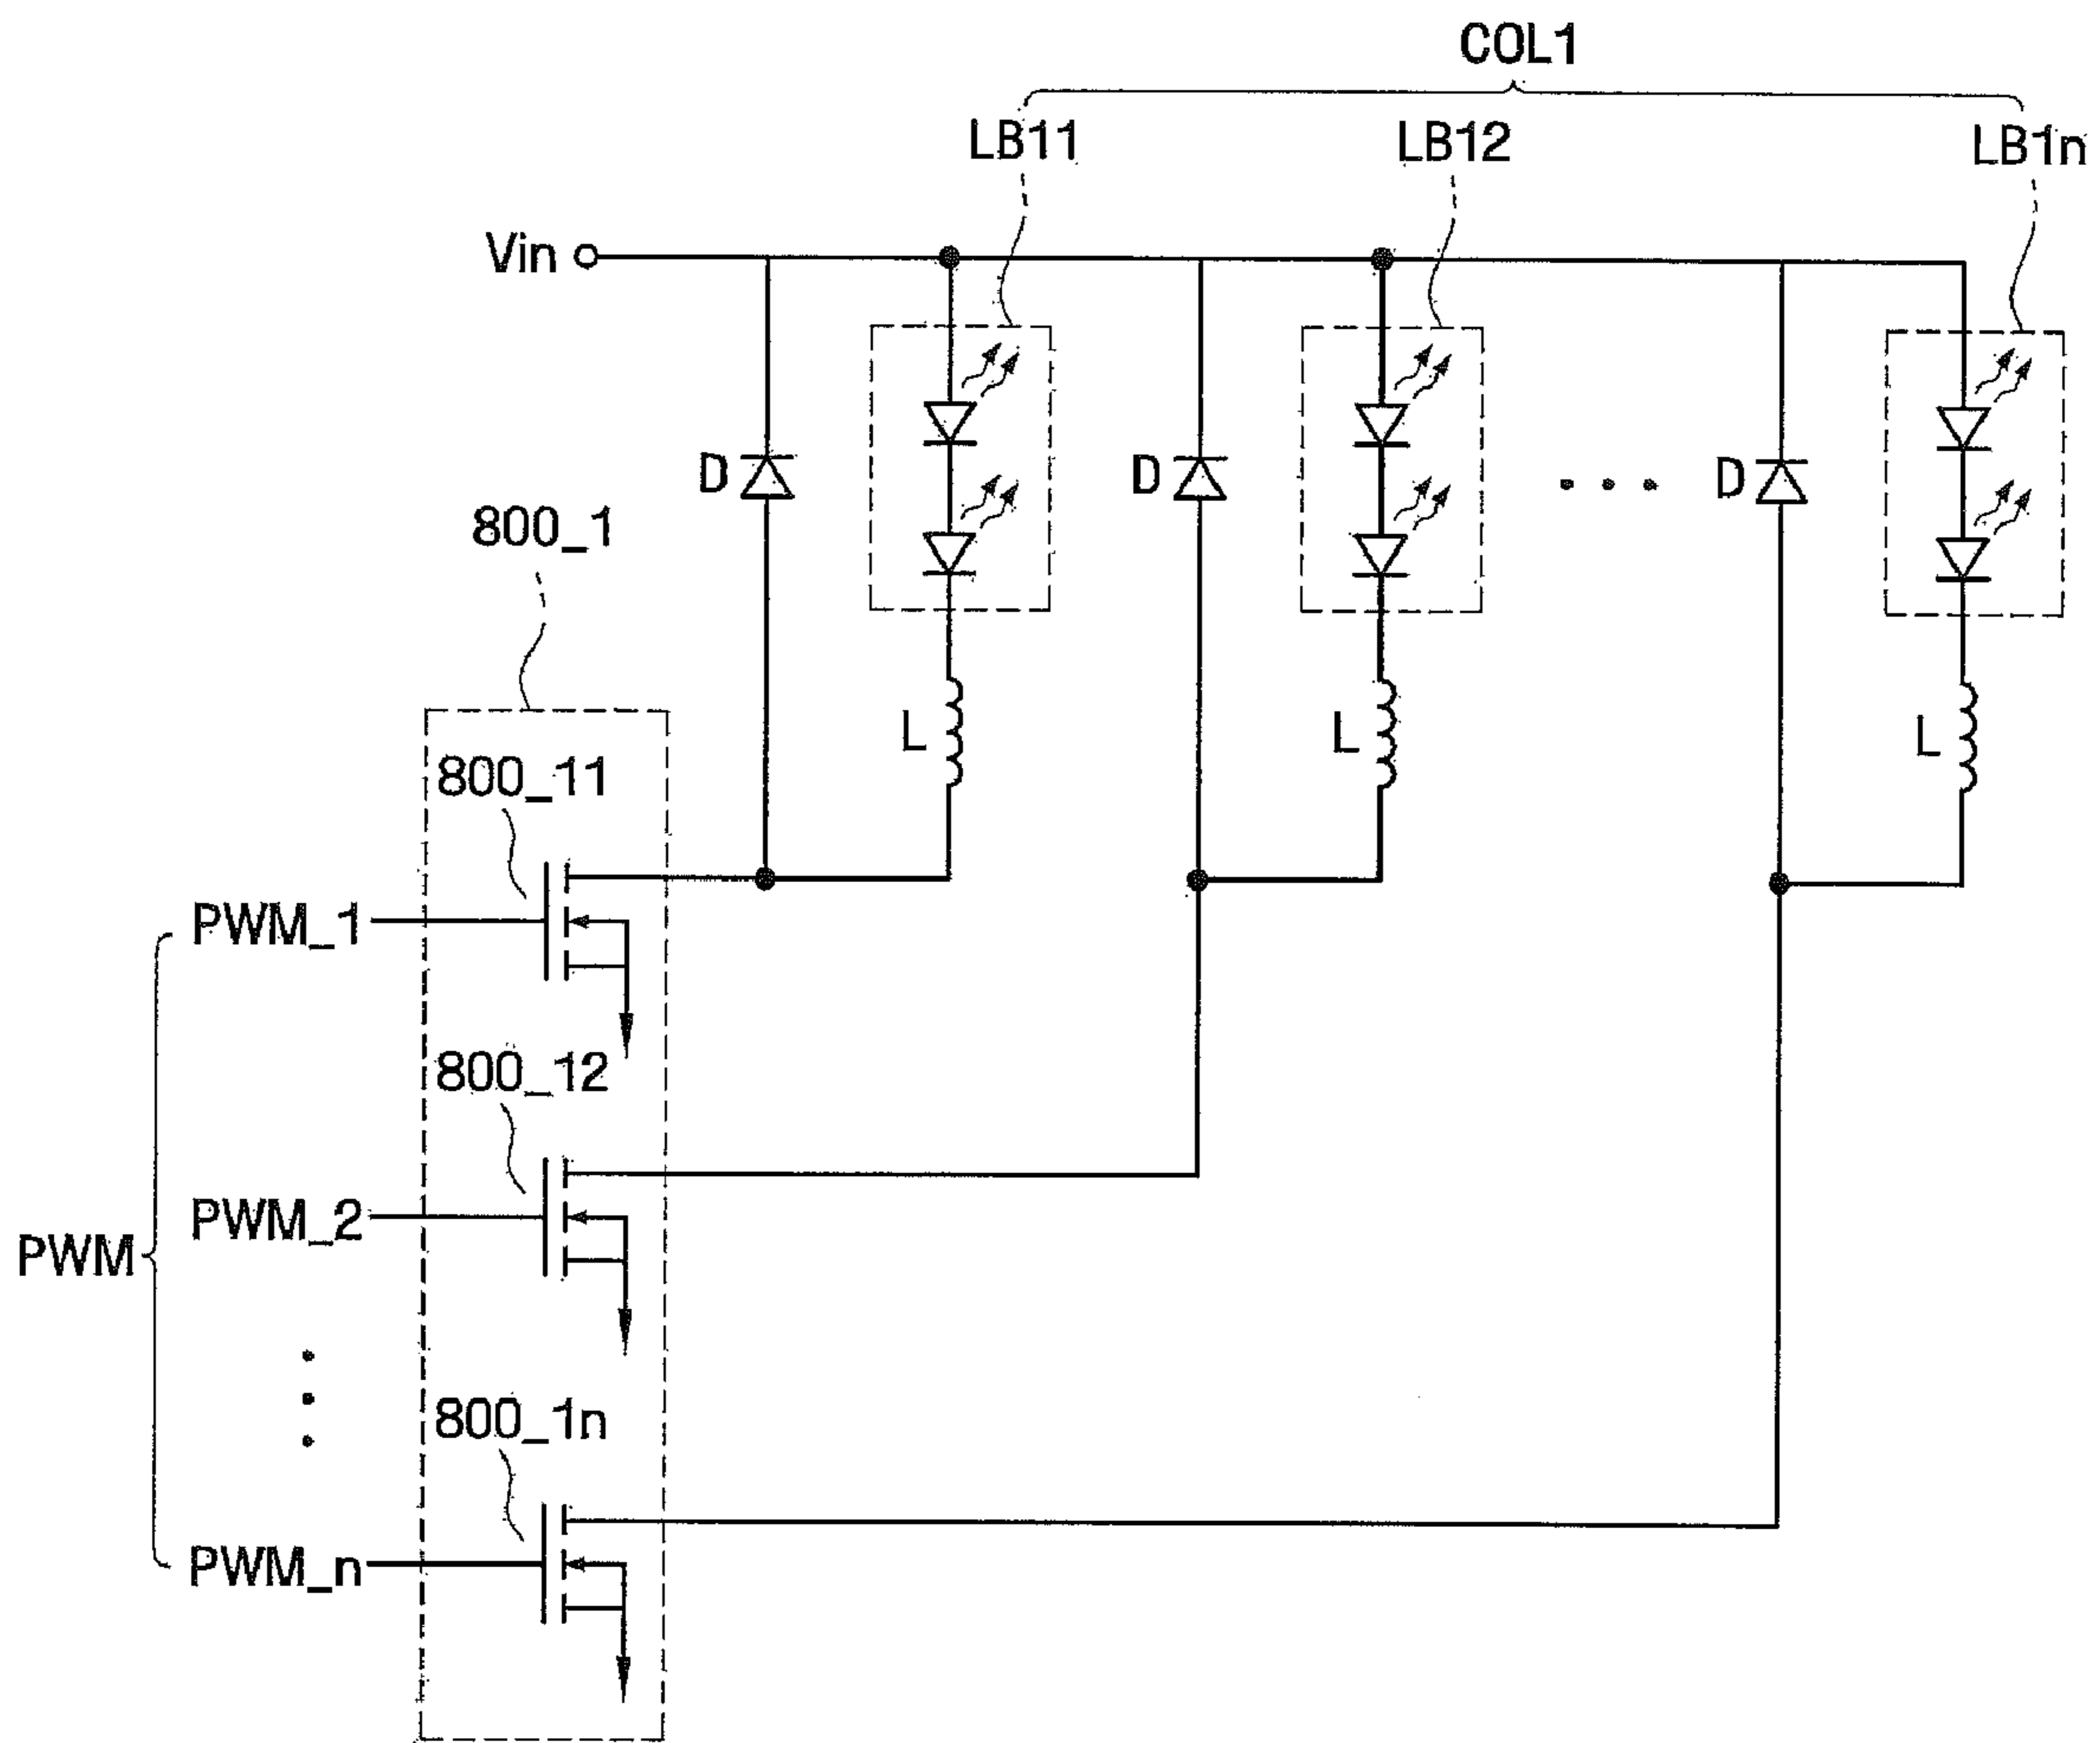 COL1
LB11
LB12
LB1n
Vin
D
D
D
800_1
L
L
L
800_11
PWM_1
800_12
PWM_2
PWM
800_1n
PWM_n